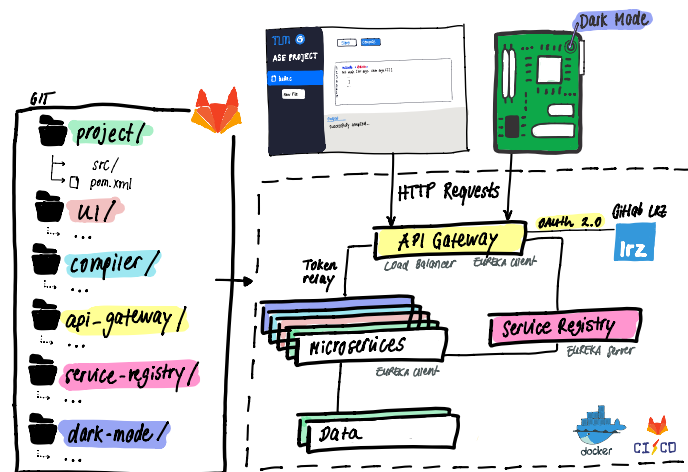 GIT
project/
src/
pom.xml
ui/
...
compiler/
...
api_gateway/
...
service-registry/
...
dark-mode/
...
TUM
ASE PROJECT
New File
Dark Mode
HTTP Requests
API Gateway
Load Balancer
EUREKA Client
OAuth 2.0
GitLab LRZ
lrz
Token
relay
Microservices
EUREKA Client
Service Registry
EUREKA Server
Data
docker
CI/CD